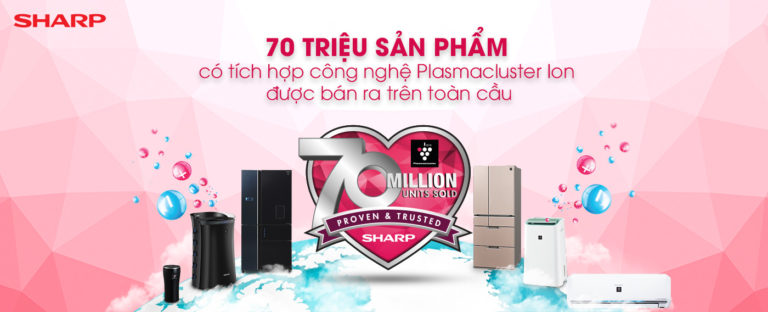 SHARP
70 TRIỆU SẢN PHẨM
có tích hợp công nghệ Plasmacluster Ion
được bán ra trên toàn cầu
Plasmacluster
70
MILLION
UNITS SOLD
PROVEN & TRUSTED
SHARP